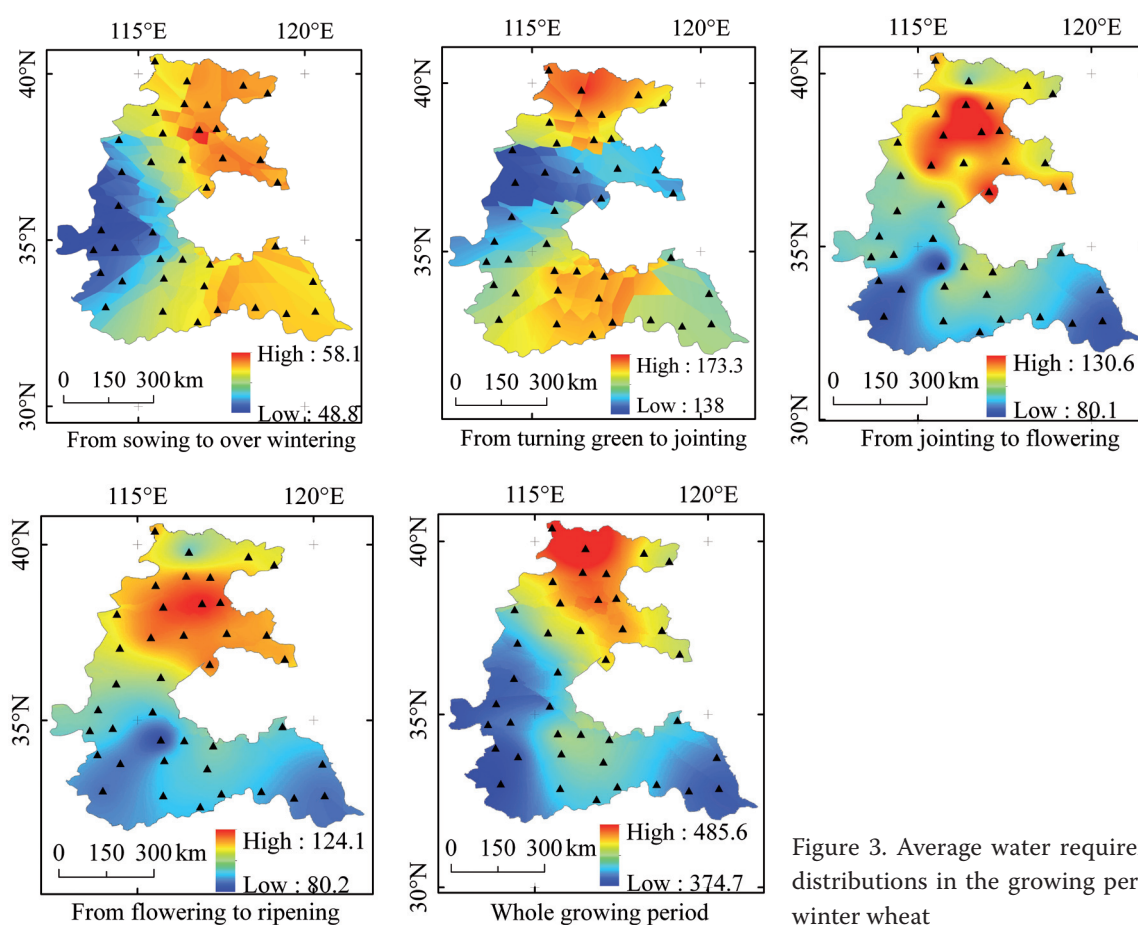 115°E 120°E
40°N
35°N
30°N
High : 58.1
Low : 48.8
0 150 300 km
From sowing to over wintering
115°E 120°E
High : 173.3
Low : 138
0 150 300 km
From turning green to jointing
115°E 120°E
40°N
35°N
30°N
High : 130.6
Low : 80.1
0 150 300 km
From jointing to flowering
115°E 120°E
40°N
35°N
High : 124.1
Low : 80.2
0 150 300 km
From flowering to ripening
115°E 120°E
40°N
35°N
30°N
High : 485.6
Low : 374.7
0 150 300 km
Whole growing period
Figure 3. Average water require
distributions in the growing per
winter wheat